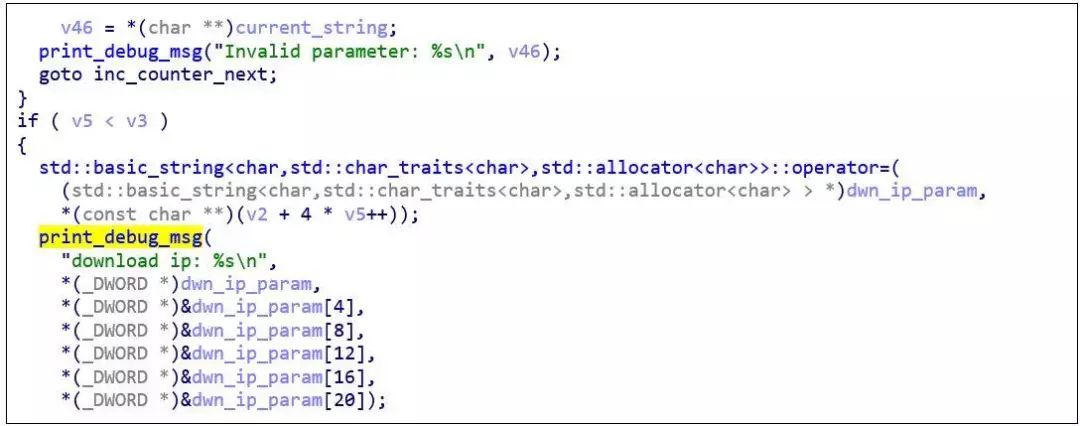 v46 = *(char **)current_string;
print_debug_msg("Invalid parameter: %s\n", v46);
goto inc_counter_next;
}
if ( v5 < v3 )
{
std::basic_string<char,std::char_traits<char>,std::allocator<char>>::operator=(
(std::basic_string<char,std::char_traits<char>,std::allocator<char> > *)dwn_ip_param,
*(const char **)(v2 + 4 * v5++));
print_debug_msg(
"download ip: %s\n",
*(_DWORD *)dwn_ip_param,
*(_DWORD *)&dwn_ip_param[4],
*(_DWORD *)&dwn_ip_param[8],
*(_DWORD *)&dwn_ip_param[12],
*(_DWORD *)&dwn_ip_param[16],
*(_DWORD *)&dwn_ip_param[20]);